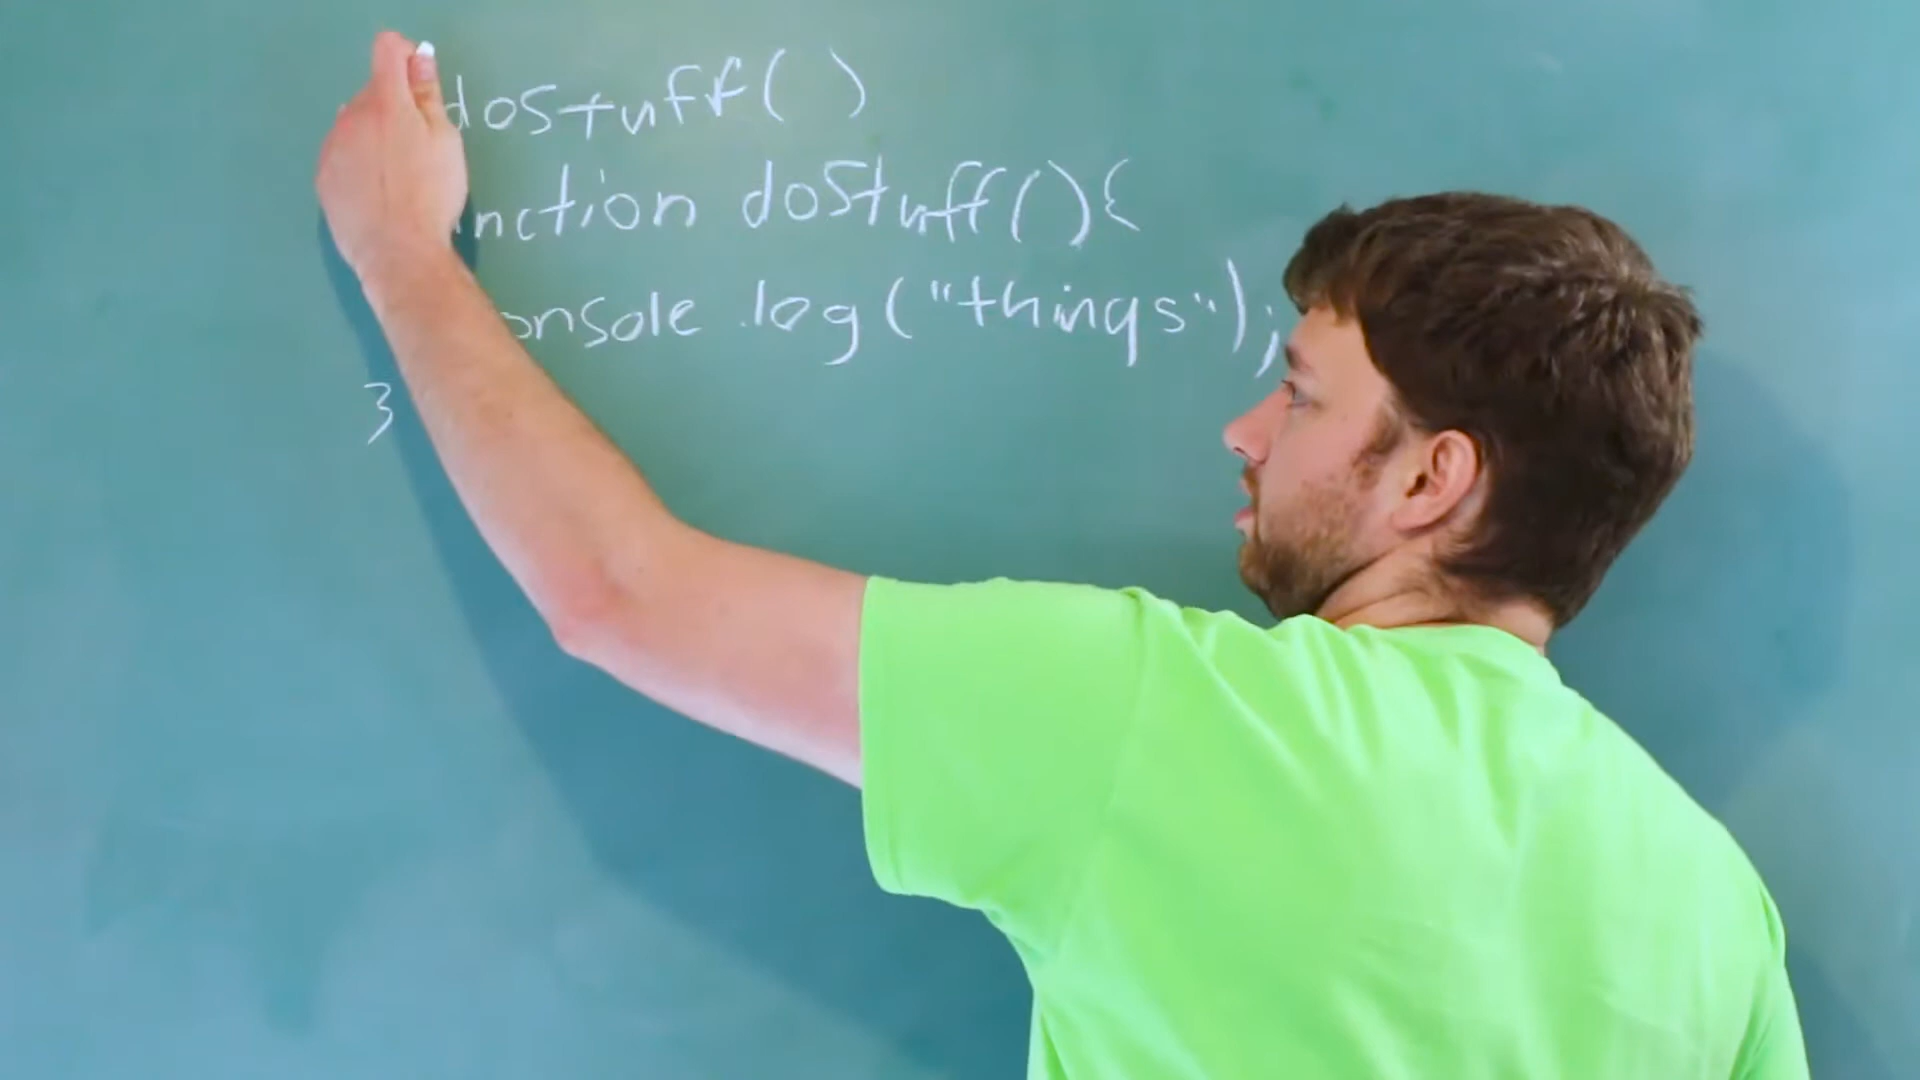 dostuff()
nction doStuff(){
onsole.log("things");
}